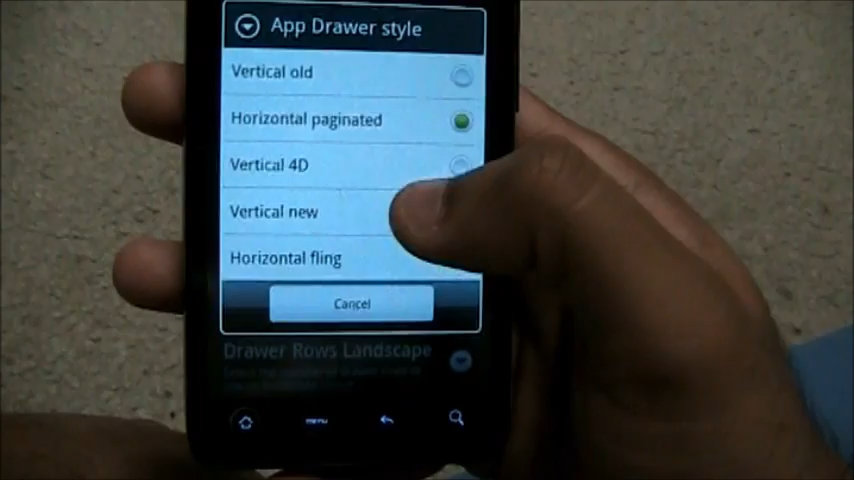 App Drawer style
Vertical old
Horizontal paginated
Vertical 4D
Vertical new
Horizontal fling
Cancel
Drawer Rows Landscape
menu